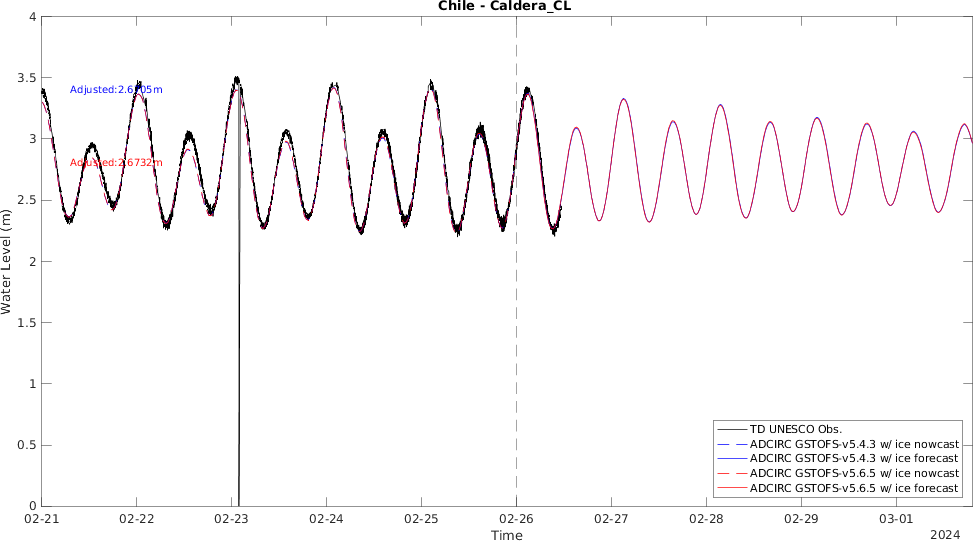 Chile - Caldera_CL
Water Level (m)
4
3.5
3
2.5
2
1.5
1
0.5
0
Adjusted:2.6705m
Adjusted:2.6732m
TD UNESCO Obs.
ADCIRC GSTOFS-v5.4.3 w/ ice nowcast
ADCIRC GSTOFS-v5.4.3 w/ ice forecast
ADCIRC GSTOFS-v5.6.5 w/ ice nowcast
ADCIRC GSTOFS-v5.6.5 w/ ice forecast
02-21 02-22 02-23 02-24 02-25 02-26 02-27 02-28 02-29 03-01
Time
2024